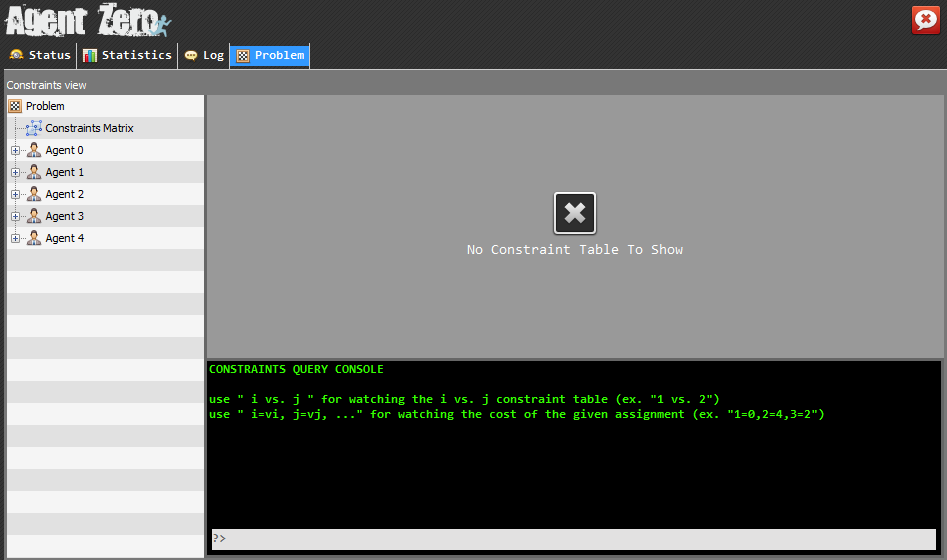 Agent Zero
Status Statistics Log Problem
Constraints view
Problem
Constraints Matrix
Agent 0
Agent 1
Agent 2
Agent 3
Agent 4
No Constraint Table To Show
CONSTRAINTS QUERY CONSOLE
use " i vs. j " for watching the i vs. j constraint table (ex. "1 vs. 2")
use " i=vi, j=vj, ..." for watching the cost of the given assignment (ex. "1=0,2=4,3=2")
?>